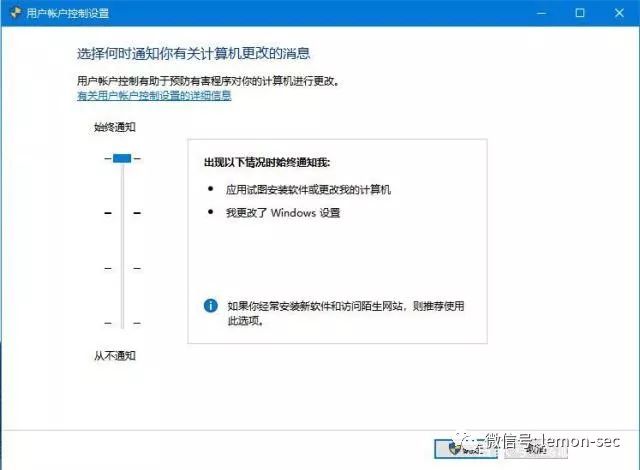 用户帐户控制设置
选择何时通知你有关计算机更改的消息
用户帐户控制有助于预防有害程序对你的计算机进行更改。
有关用户帐户控制设置的详细信息
始终通知
出现以下情况时始终通知我:
应用试图安装软件或更改我的计算机
我更改了 Windows 设置
如果你经常安装新软件和访问陌生网站，则推荐使用
此选项。
从不通知
微信号: lemon-sec